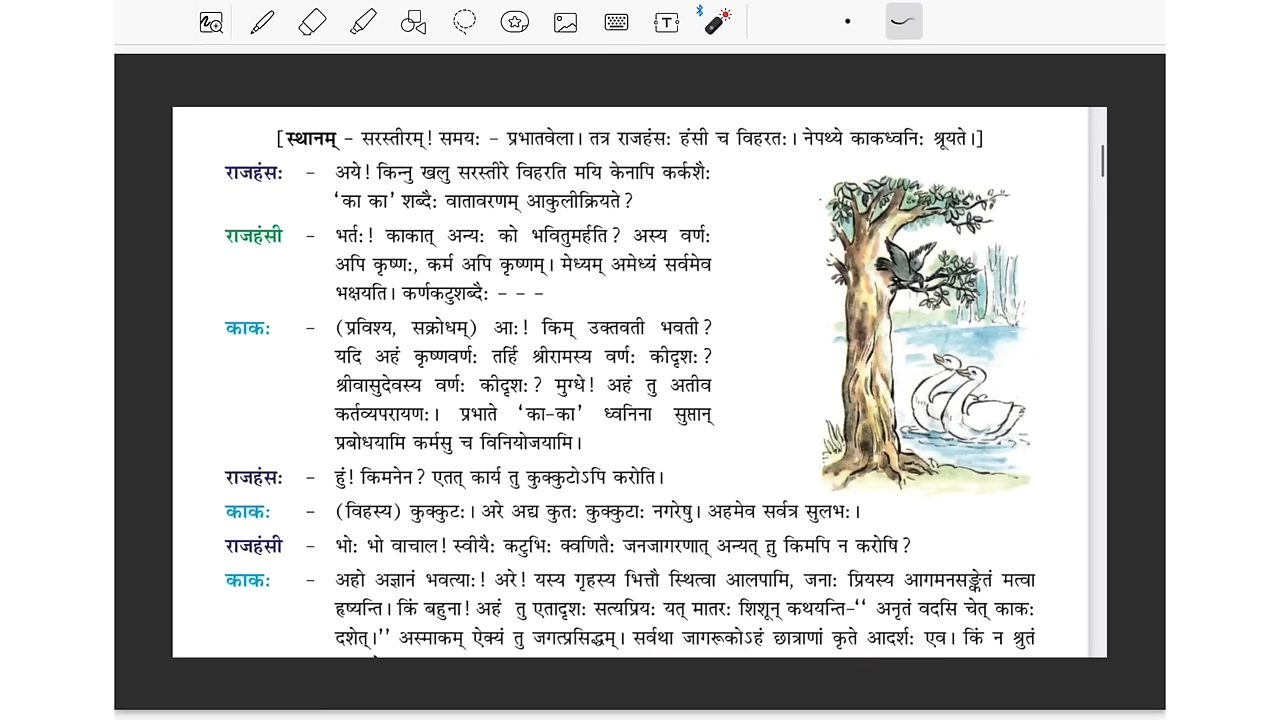 [स्थानम् – सरस्तीरम्! समयः – प्रभातवेला। तत्र राजहंसः हंसी च विहरतः। नेपथ्ये काकध्वनिः श्रूयते।]
राजहंसः – अये! किन्नु खलु सरस्तीरे विहरति मयि केनापि कर्कशैः
‘का का’ शब्दैः वातावरणम् आकुलीक्रियते?
राजहंसी – भर्तः! काकात् अन्यः को भवितुमर्हति? अस्य वर्णः
अपि कृष्णः, कर्म अपि कृष्णम्। मेध्यम् अमेध्यं सर्वमेव
भक्षयति। कर्णकटुशब्दैः – – –
काकः – (प्रविश्य, सक्रोधम्) आः! किम् उक्तवती भवती?
यदि अहं कृष्णवर्णः तर्हि श्रीरामस्य वर्णः कीदृशः?
श्रीवासुदेवस्य वर्णः कीदृशः? मुग्धे! अहं तु अतीव
कर्तव्यपरायणः। प्रभाते ‘का-का’ ध्वनिना सुप्तान्
प्रबोधयामि कर्मसु च विनियोजयामि।
राजहंसः – हुं! किमनेन? एतत् कार्य तु कुक्कुटोऽपि करोति।
काकः – (विहस्य) कुक्कुटः। अरे अद्य कुतः कुक्कुटाः नगरेषु। अहमेव सर्वत्र सुलभः।
राजहंसी – भोः भो वाचाल! स्वीयैः कटुभिः क्वणितैः जनजागरणात् अन्यत् तु किमपि न करोषि?
काकः – अहो अज्ञानं भवत्याः! अरे! यस्य गृहस्य भित्तौ स्थित्वा आलपामि, जनाः प्रियस्य आगमनसङ्केतं मत्वा
हृष्यन्ति। किं बहुना! अहं तु एतादृशः सत्यप्रियः यत् मातरः शिशून् कथयन्ति–‘‘ अनृतं वदसि चेत् काकः
दशेत्।’’ अस्माकम् ऐक्यं तु जगत्प्रसिद्धम्। सर्वथा जागरूकोऽहं छात्राणां कृते आदर्शः एव। किं न श्रुतं